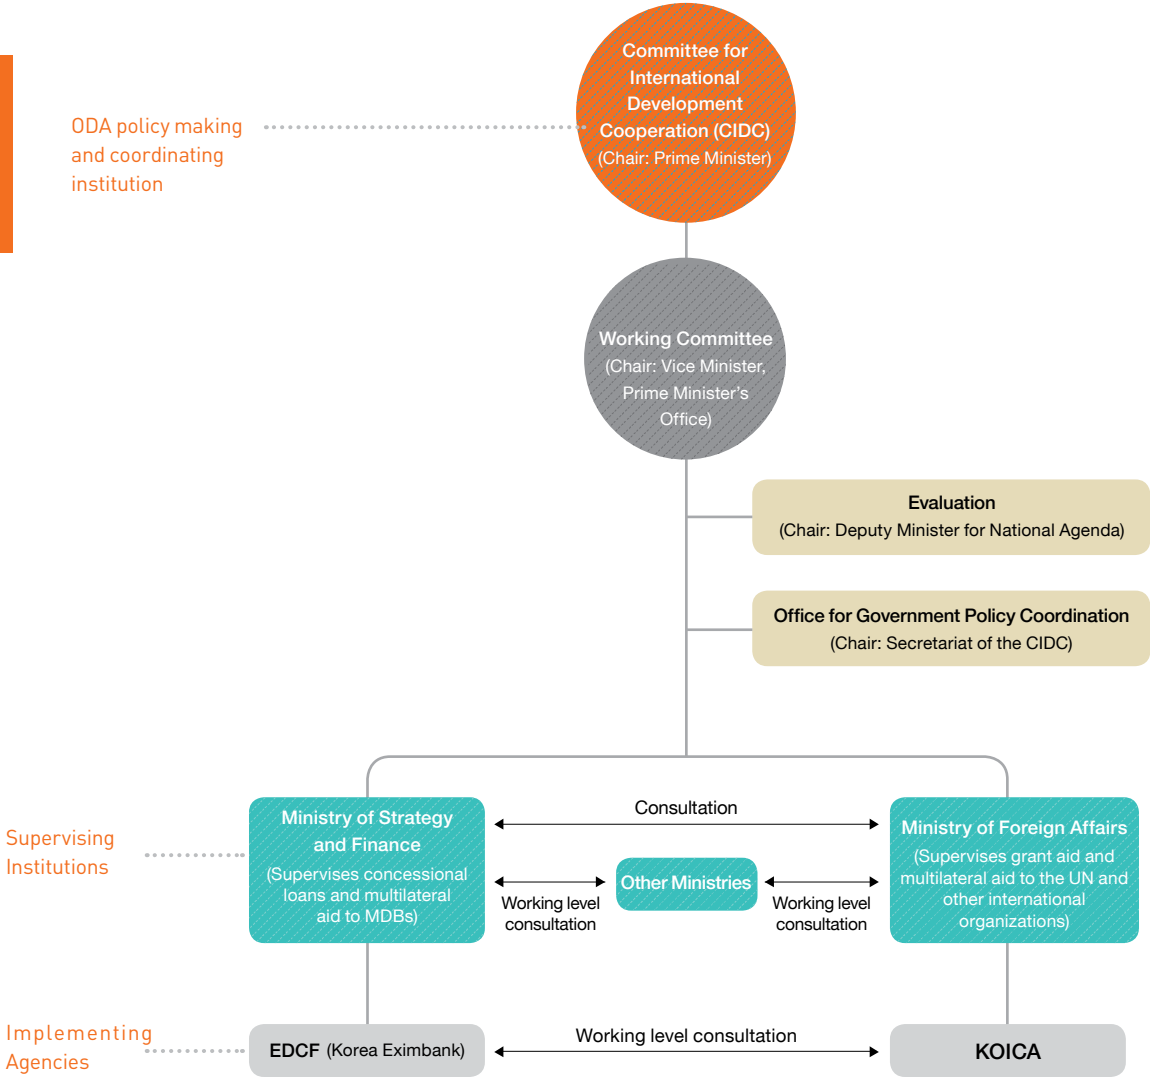 Committee for
International
Development
Cooperation (CIDC)
(Chair: Prime Minister)
ODA policy making
and coordinating
institution
Working Committee
(Chair: Vice Minister,
Prime Minister's
Office)
Evaluation
(Chair: Deputy Minister for National Agenda)
Office for Government Policy Coordination
(Chair: Secretariat of the CIDC)
Supervising
Institutions
Ministry of Strategy
and Finance
(Supervises concessional
loans and multilateral
aid to MDBs)
Consultation
Other Ministries
Working level
consultation
Working level
consultation
Ministry of Foreign Affairs
(Supervises grant aid and
multilateral aid to the UN and
other international
organizations)
Implementing
Agencies
EDCF (Korea Eximbank)
Working level consultation
KOICA